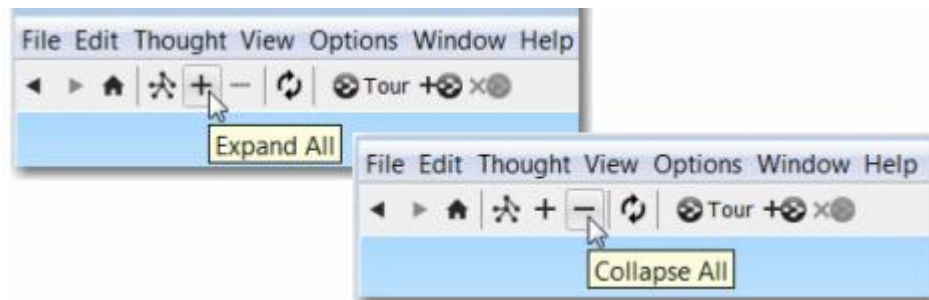 File Edit Thought View Options Window Help
Tour
Expand All
File Edit Thought View Options Window Help
Tour
Collapse All